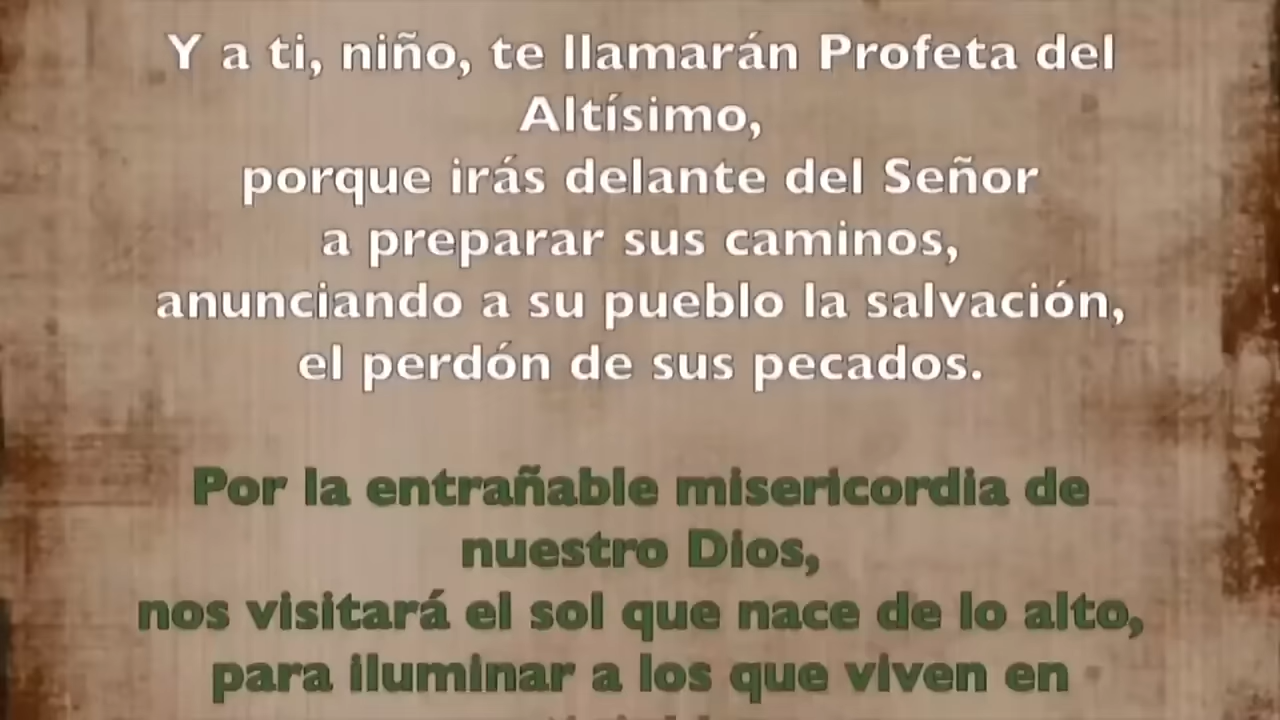 Y a ti, niño, te llamarán Profeta del
Altísimo,
porque irás delante del Señor
a preparar sus caminos,
anunciando a su pueblo la salvación,
el perdón de sus pecados.
Por la entrañable misericordia de
nuestro Dios,
nos visitará el sol que nace de lo alto,
para iluminar a los que viven en